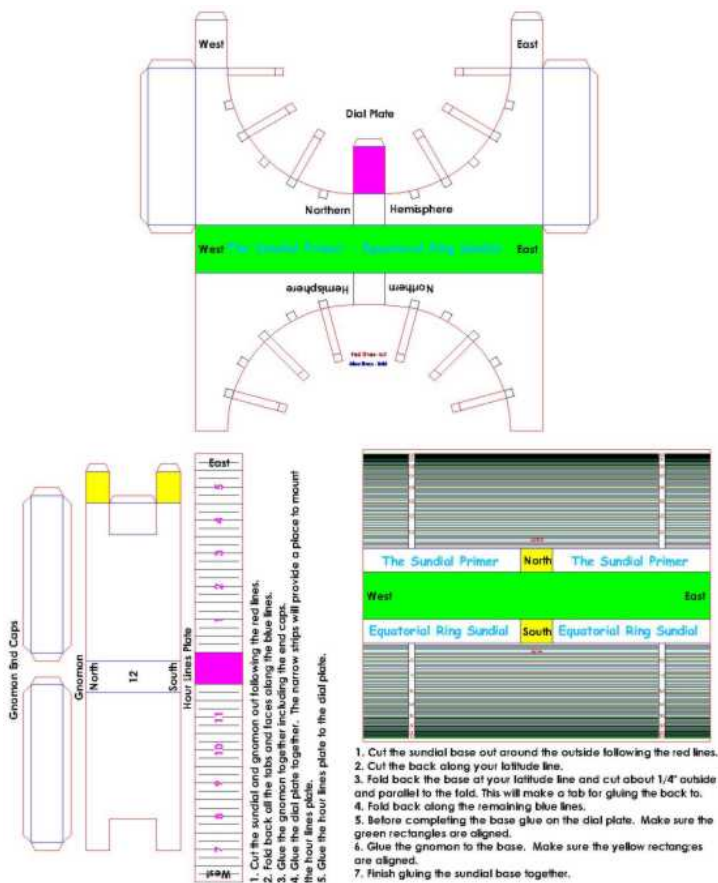 West
East
Dial Plate
Northern Hemisphere
West The Sundial Primer Equatorial Ring Sundial East
Northern Hemisphere
Red lines - cut
Blue lines - fold
Gnomon End Caps
Gnomon
North 12 South
Hour Lines Plate
East
5
4
3
2
1
11
10
9
8
7
West
1. Cut the sundial and gnomon out following the red lines.
2. Fold back all the tabs and faces along the blue lines.
3. Glue the gnomon together including the end caps.
4. Glue the dial plate together. The narrow strips will provide a place to mount
the hour lines plate.
5. Glue the hour lines plate to the dial plate.
The Sundial Primer North The Sundial Primer
West East
Equatorial Ring Sundial South Equatorial Ring Sundial
1. Cut the sundial base out around the outside following the red lines.
2. Cut the back along your latitude line.
3. Fold back the base at your latitude line and cut about 1/4" outside
and parallel to the fold. This will make a tab for gluing the back to.
4. Fold back along the remaining blue lines.
5. Before completing the base glue on the dial plate. Make sure the
green rectangles are aligned.
6. Glue the gnomon to the base. Make sure the yellow rectangles
are aligned.
7. Finish gluing the sundial base together.